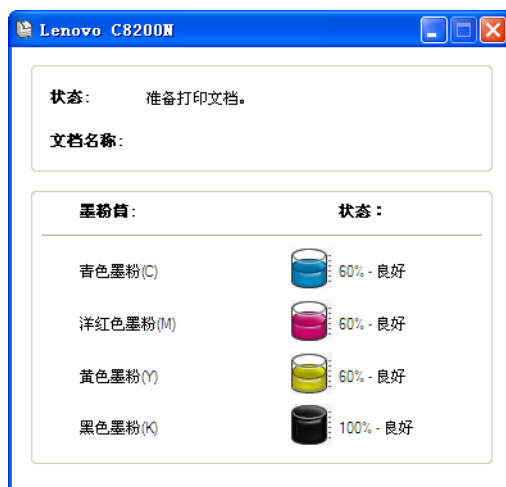 Lenovo C8200N
状态: 准备打印文档。
文档名称:
墨粉筒: 状态：
青色墨粉(C) 60% - 良好
洋红色墨粉(M) 60% - 良好
黄色墨粉(Y) 60% - 良好
黑色墨粉(K) 100% - 良好